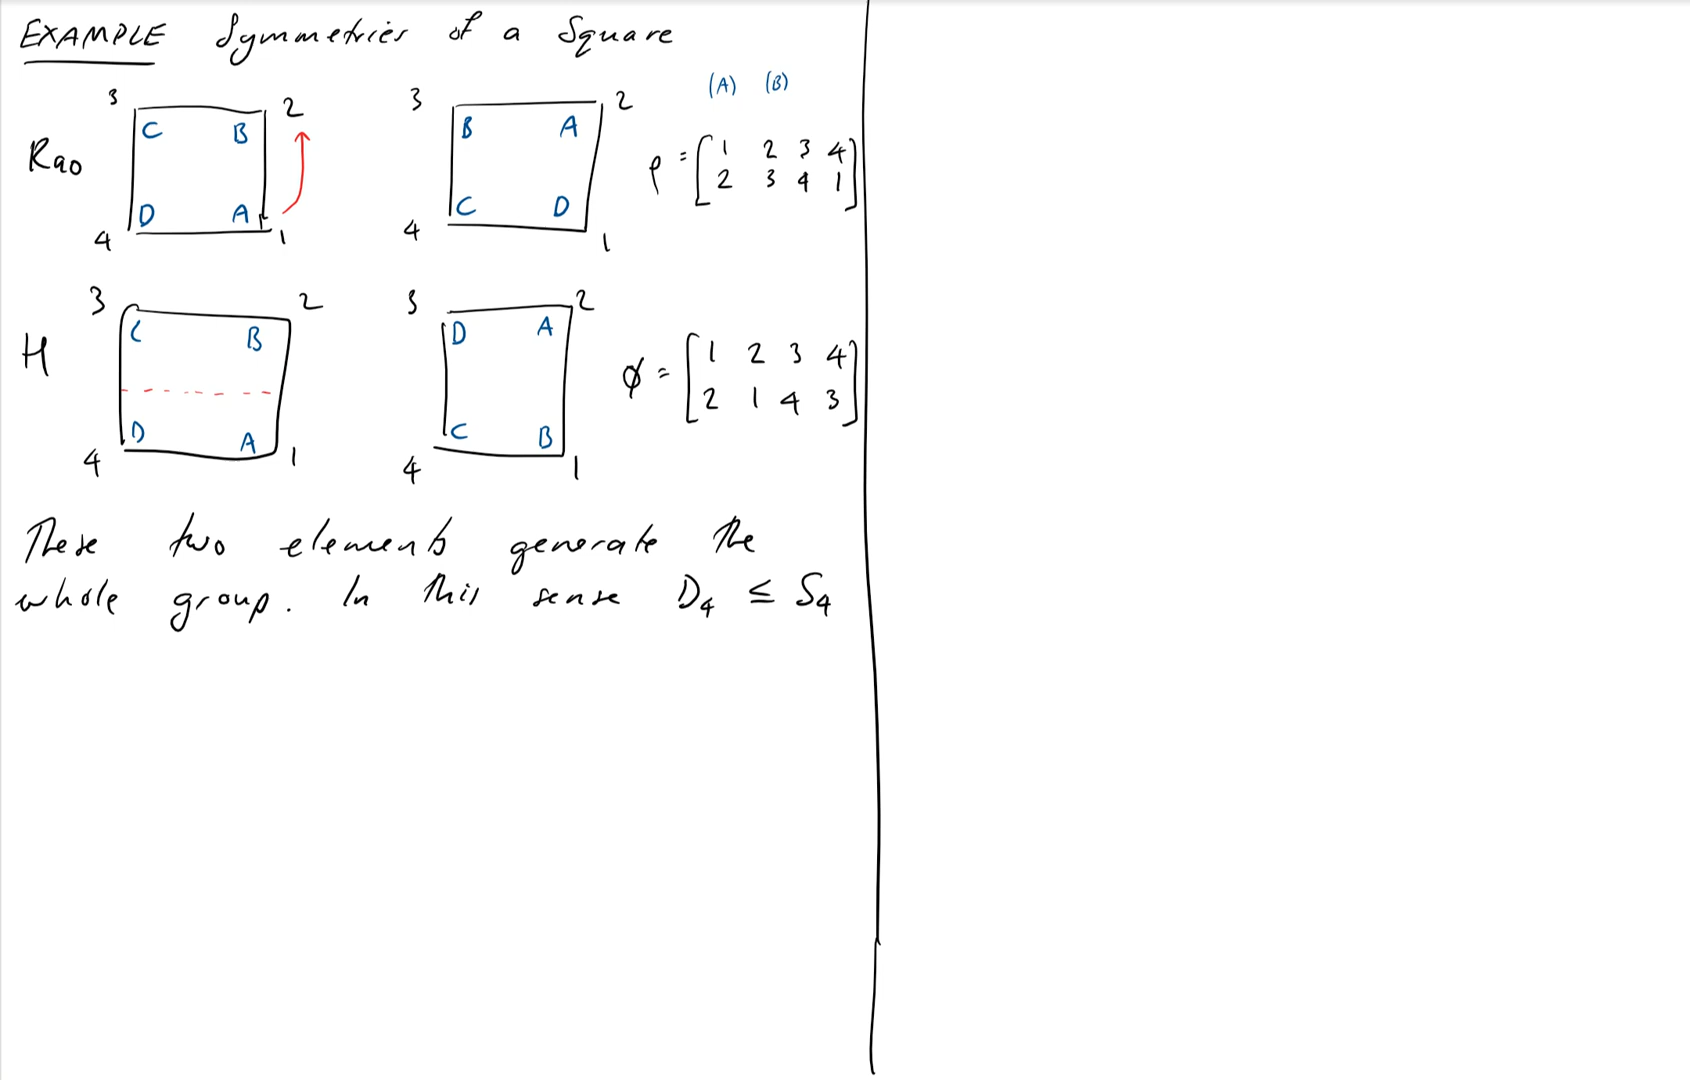 EXAMPLE Symmetries of a Square
(A) (B)
3 2 3 2
C B B A
R90 ρ = [1 2 3 4
2 3 4 1]
D A C D
4 1 4 1
3 2 3 2
C B D A
H φ = [1 2 3 4
2 1 4 3]
D A C B
4 1 4 1
These two elements generate the
whole group. In this sense D4 ≤ S4